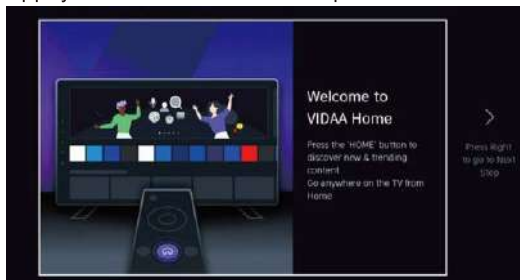 Welcome to
VIDAA Home
Press the 'HOME' button to
discover new & trending
content
Go anywhere on the TV from
Home
Press Right
to go to Next
Step